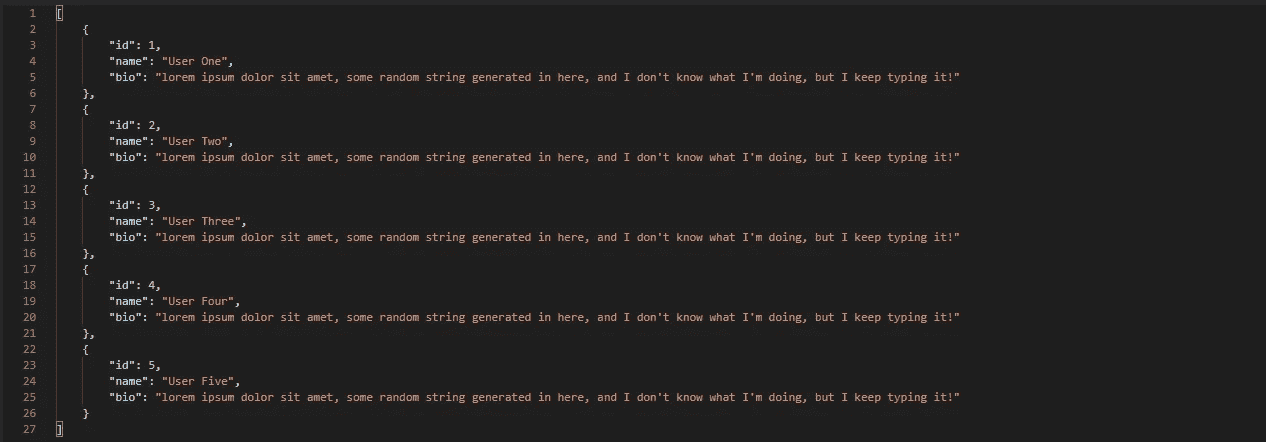 1 [
2 {
3 "id": 1,
4 "name": "User One",
5 "bio": "lorem ipsum dolor sit amet, some random string generated in here, and I don't know what I'm doing, but I keep typing it!"
6 },
7 {
8 "id": 2,
9 "name": "User Two",
10 "bio": "lorem ipsum dolor sit amet, some random string generated in here, and I don't know what I'm doing, but I keep typing it!"
11 },
12 {
13 "id": 3,
14 "name": "User Three",
15 "bio": "lorem ipsum dolor sit amet, some random string generated in here, and I don't know what I'm doing, but I keep typing it!"
16 },
17 {
18 "id": 4,
19 "name": "User Four",
20 "bio": "lorem ipsum dolor sit amet, some random string generated in here, and I don't know what I'm doing, but I keep typing it!"
21 },
22 {
23 "id": 5,
24 "name": "User Five",
25 "bio": "lorem ipsum dolor sit amet, some random string generated in here, and I don't know what I'm doing, but I keep typing it!"
26 }
27 ]